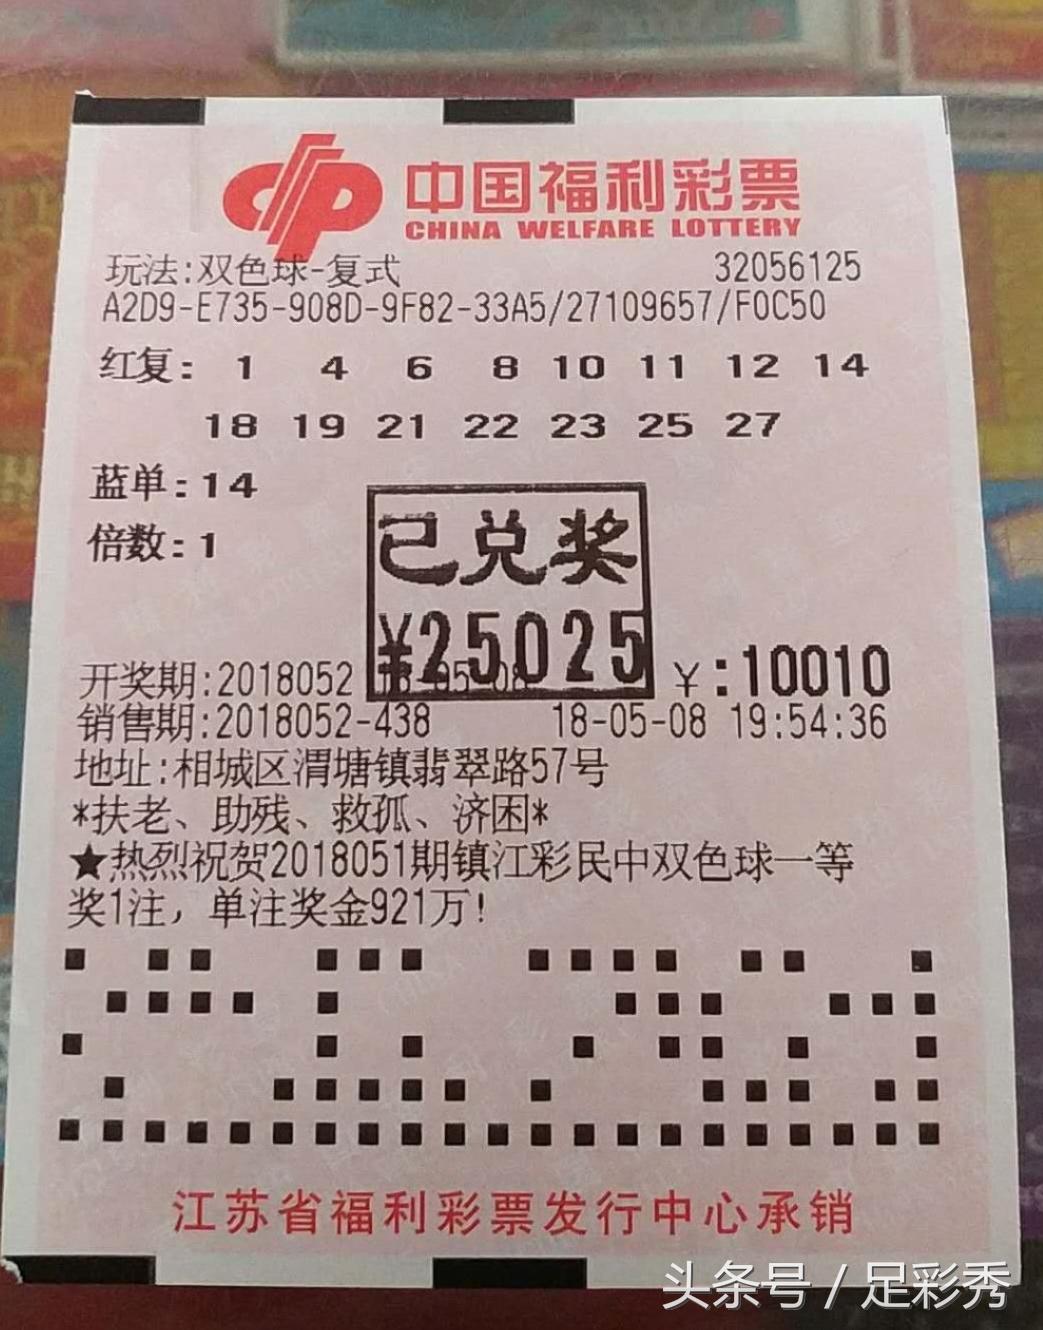 中国福利彩票
CHINA WELFARE LOTTERY
玩法:双色球-复式 32056125
A2D9-E735-908D-9F82-33A5/27109657/F0C50
红复: 1 4 6 8 10 11 12 14
18 19 21 22 23 25 27
蓝单:14
倍数:1
已兑奖
¥25025
开奖期:2018052 18-05-08 ¥:10010
销售期:2018052-438 18-05-08 19:54:36
地址:相城区渭塘镇翡翠路57号
*扶老、助残、救孤、济困*
★热烈祝贺2018051期镇江彩民中双色球一等
奖1注，单注奖金921万!
江苏省福利彩票发行中心承销
头条号 / 足彩秀